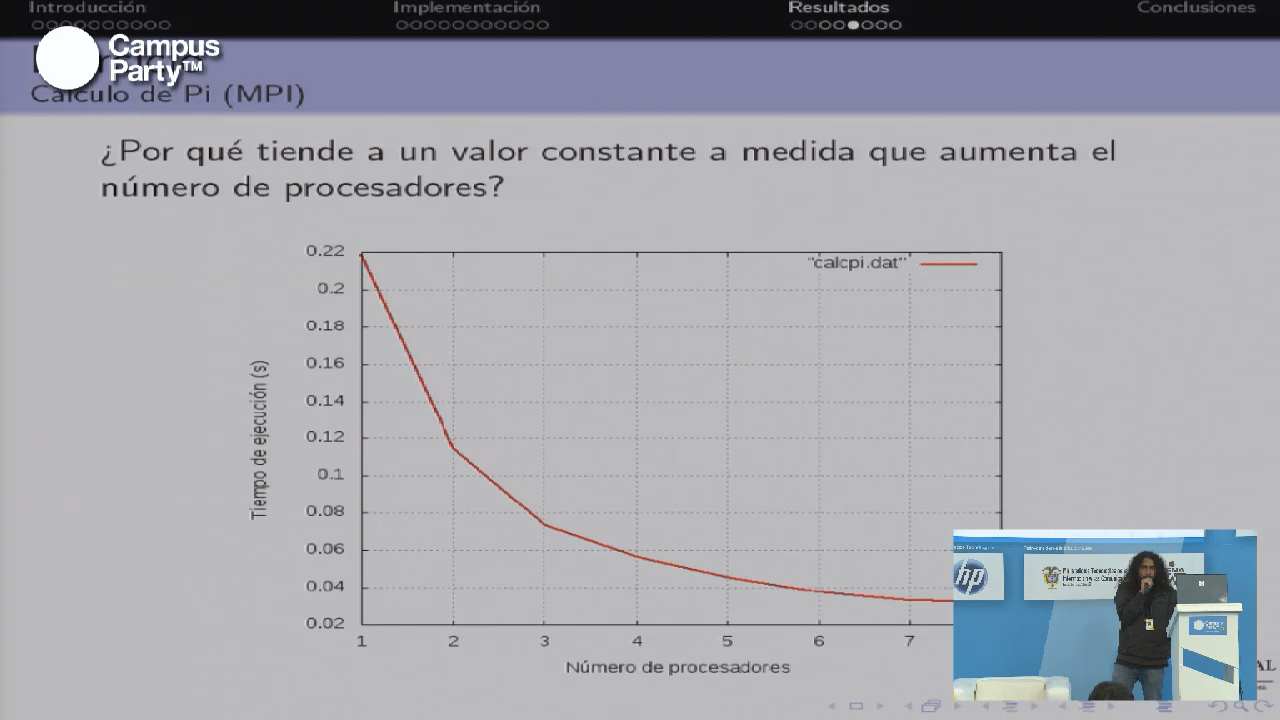 Introducción Implementación Resultados Conclusiones
Campus
Party™
Calculo de Pi (MPI)
¿Por qué tiende a un valor constante a medida que aumenta el
número de procesadores?
"calcpi.dat"
0.22
0.2
0.18
0.16
0.14
0.12
0.1
0.08
0.06
0.04
0.02
Tiempo de ejecución (s)
1 2 3 4 5 6 7
Número de procesadores
hp
AL